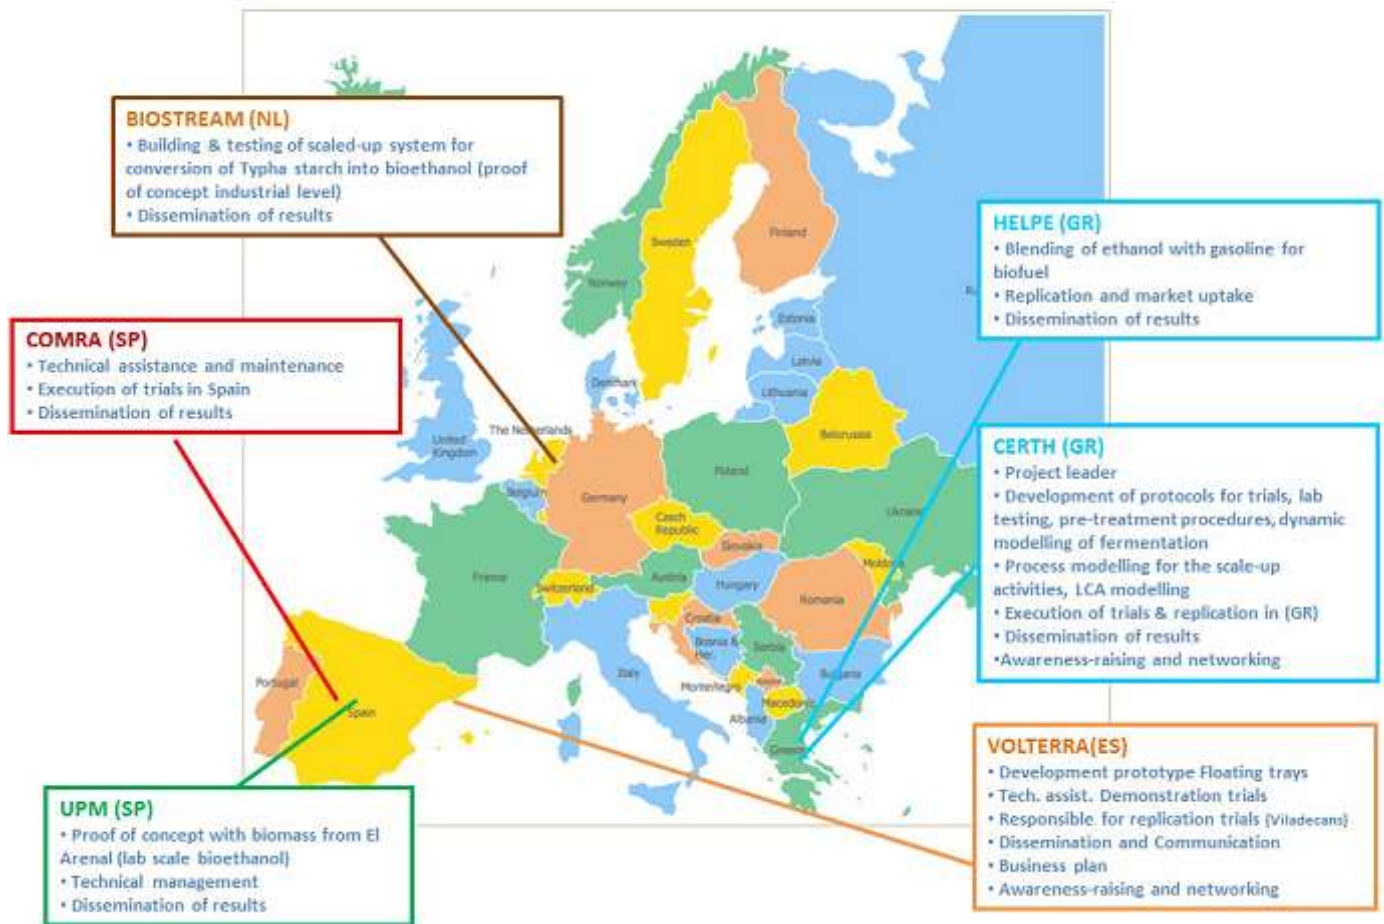 BIOSTREAM (NL)
• Building & testing of scaled-up system for
conversion of Typha starch into bioethanol (proof
of concept industrial level)
• Dissemination of results
HELPE (GR)
• Blending of ethanol with gasoline for
biofuel
• Replication and market uptake
• Dissemination of results
COMRA (SP)
• Technical assistance and maintenance
• Execution of trials in Spain
• Dissemination of results
CERTH (GR)
• Project leader
• Development of protocols for trials, lab
testing, pre-treatment procedures, dynamic
modelling of fermentation
• Process modelling for the scale-up
activities, LCA modelling
• Execution of trials & replication in (GR)
• Dissemination of results
•Awareness-raising and networking
UPM (SP)
• Proof of concept with biomass from El
Arenal (lab scale bioethanol)
• Technical management
• Dissemination of results
VOLTERRA(ES)
• Development prototype Floating trays
• Tech. assist. Demonstration trials
• Responsible for replication trials (Viladecans)
• Dissemination and Communication
• Business plan
• Awareness-raising and networking
Sweden
Finland
Norway
Estonia
Latvia
Lithuania
Denmark
Belorussia
United
Kingdom
The Netherlands
Belgium
Germany
Poland
Ukraine
Czech
Republic
Slovakia
Moldova
France
Switzerland
Austria
Hungary
Romania
Croatia
Bosnia &
Her.
Serbia
Italy
Montenegro
Bulgaria
Macedonia
Albania
Greece
Portugal
Spain